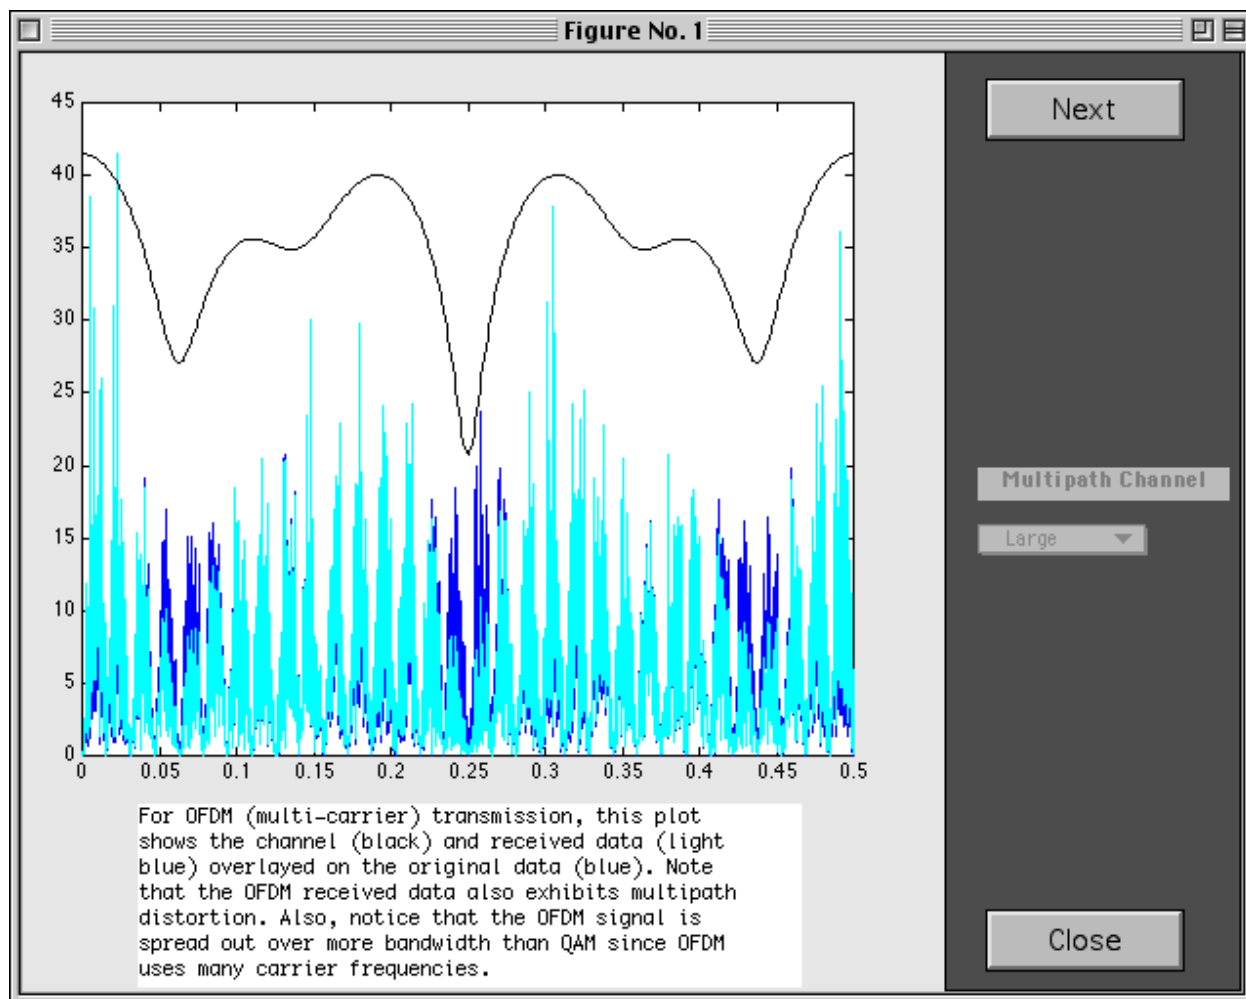 Figure No. 1
Next
45
40
35
30
25
20
15
10
5
0
0 0.05 0.1 0.15 0.2 0.25 0.3 0.35 0.4 0.45 0.5
Multipath Channel
Large
For OFDM (multi-carrier) transmission, this plot
shows the channel (black) and received data (light
blue) overlayed on the original data (blue). Note
that the OFDM received data also exhibits multipath
distortion. Also, notice that the OFDM signal is
spread out over more bandwidth than QAM since OFDM
uses many carrier frequencies.
Close